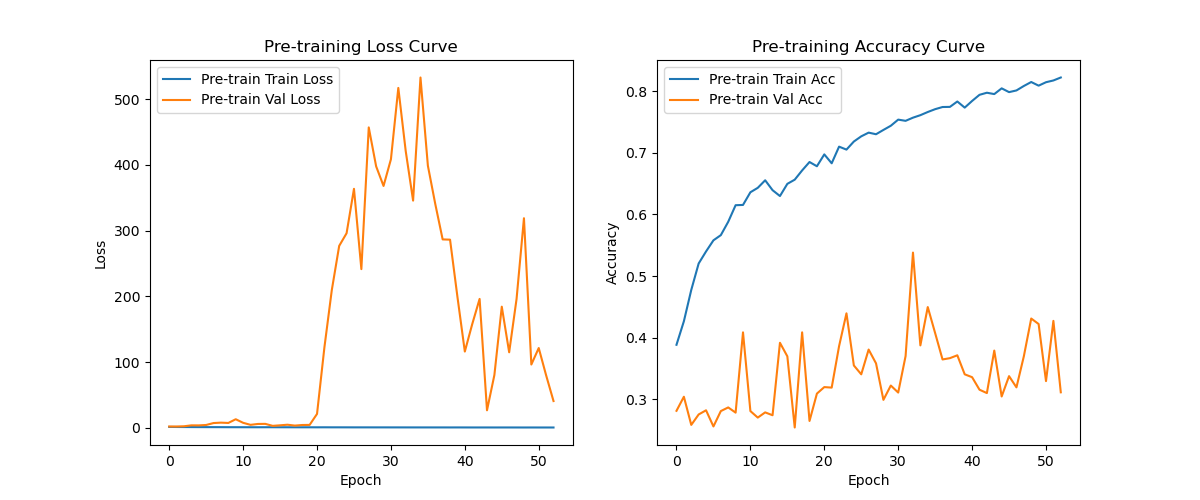 Pre-training Loss Curve
Pre-train Train Loss
Pre-train Val Loss
500
400
300
200
100
0
Loss
0 10 20 30 40 50
Epoch
Pre-training Accuracy Curve
Pre-train Train Acc
Pre-train Val Acc
0.8
0.7
0.6
0.5
0.4
0.3
Accuracy
0 10 20 30 40 50
Epoch